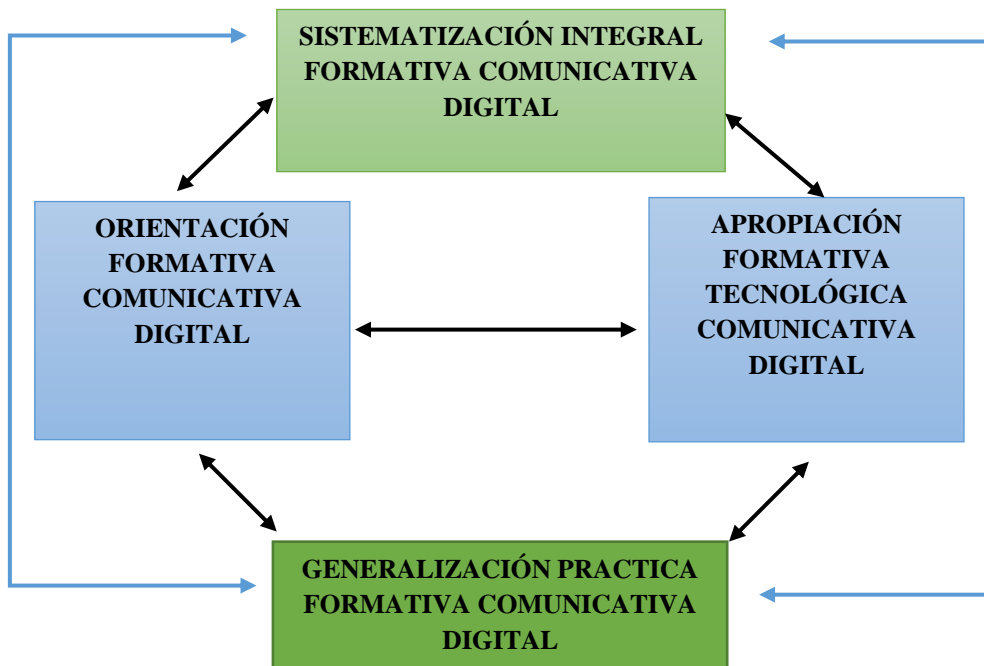 SISTEMATIZACIÓN INTEGRAL
FORMATIVA COMUNICATIVA
DIGITAL
ORIENTACIÓN
FORMATIVA
COMUNICATIVA
DIGITAL
APROPIACIÓN
FORMATIVA
TECNOLÓGICA
COMUNICATIVA
DIGITAL
GENERALIZACIÓN PRACTICA
FORMATIVA COMUNICATIVA
DIGITAL